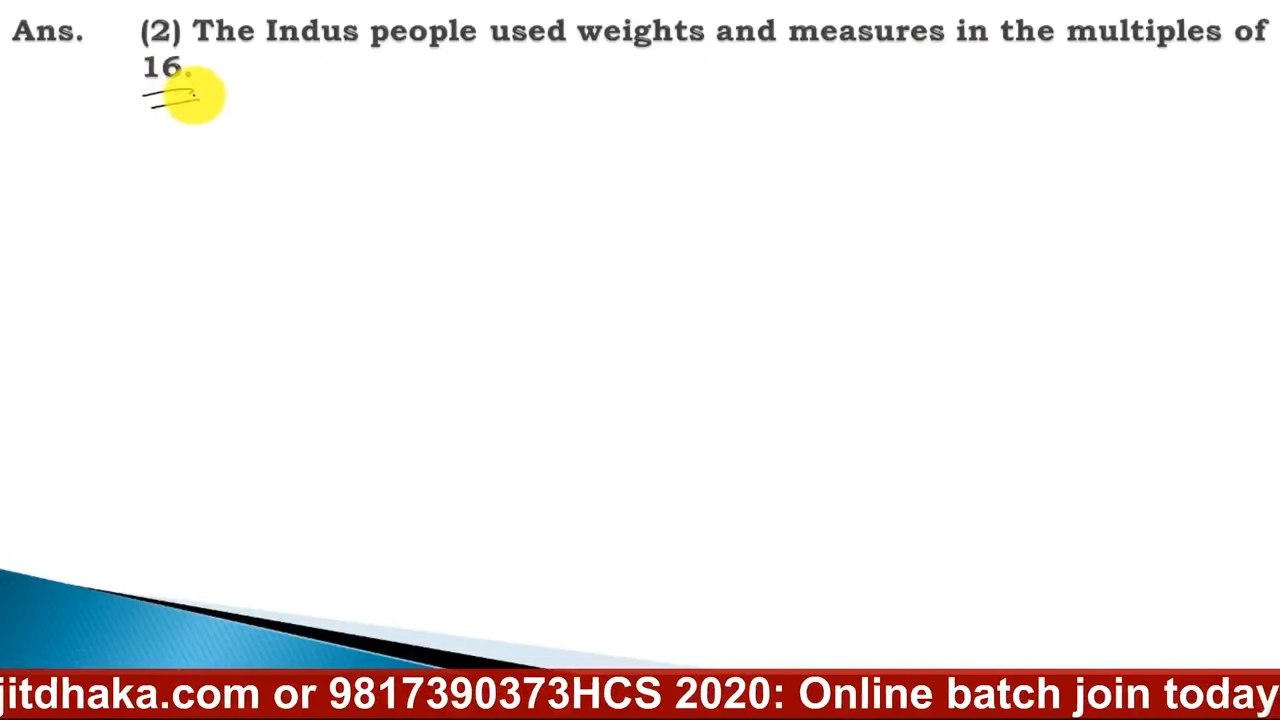 Ans. (2) The Indus people used weights and measures in the multiples of
16.
jitdhaka.com or 9817390373HCS 2020: Online batch join today